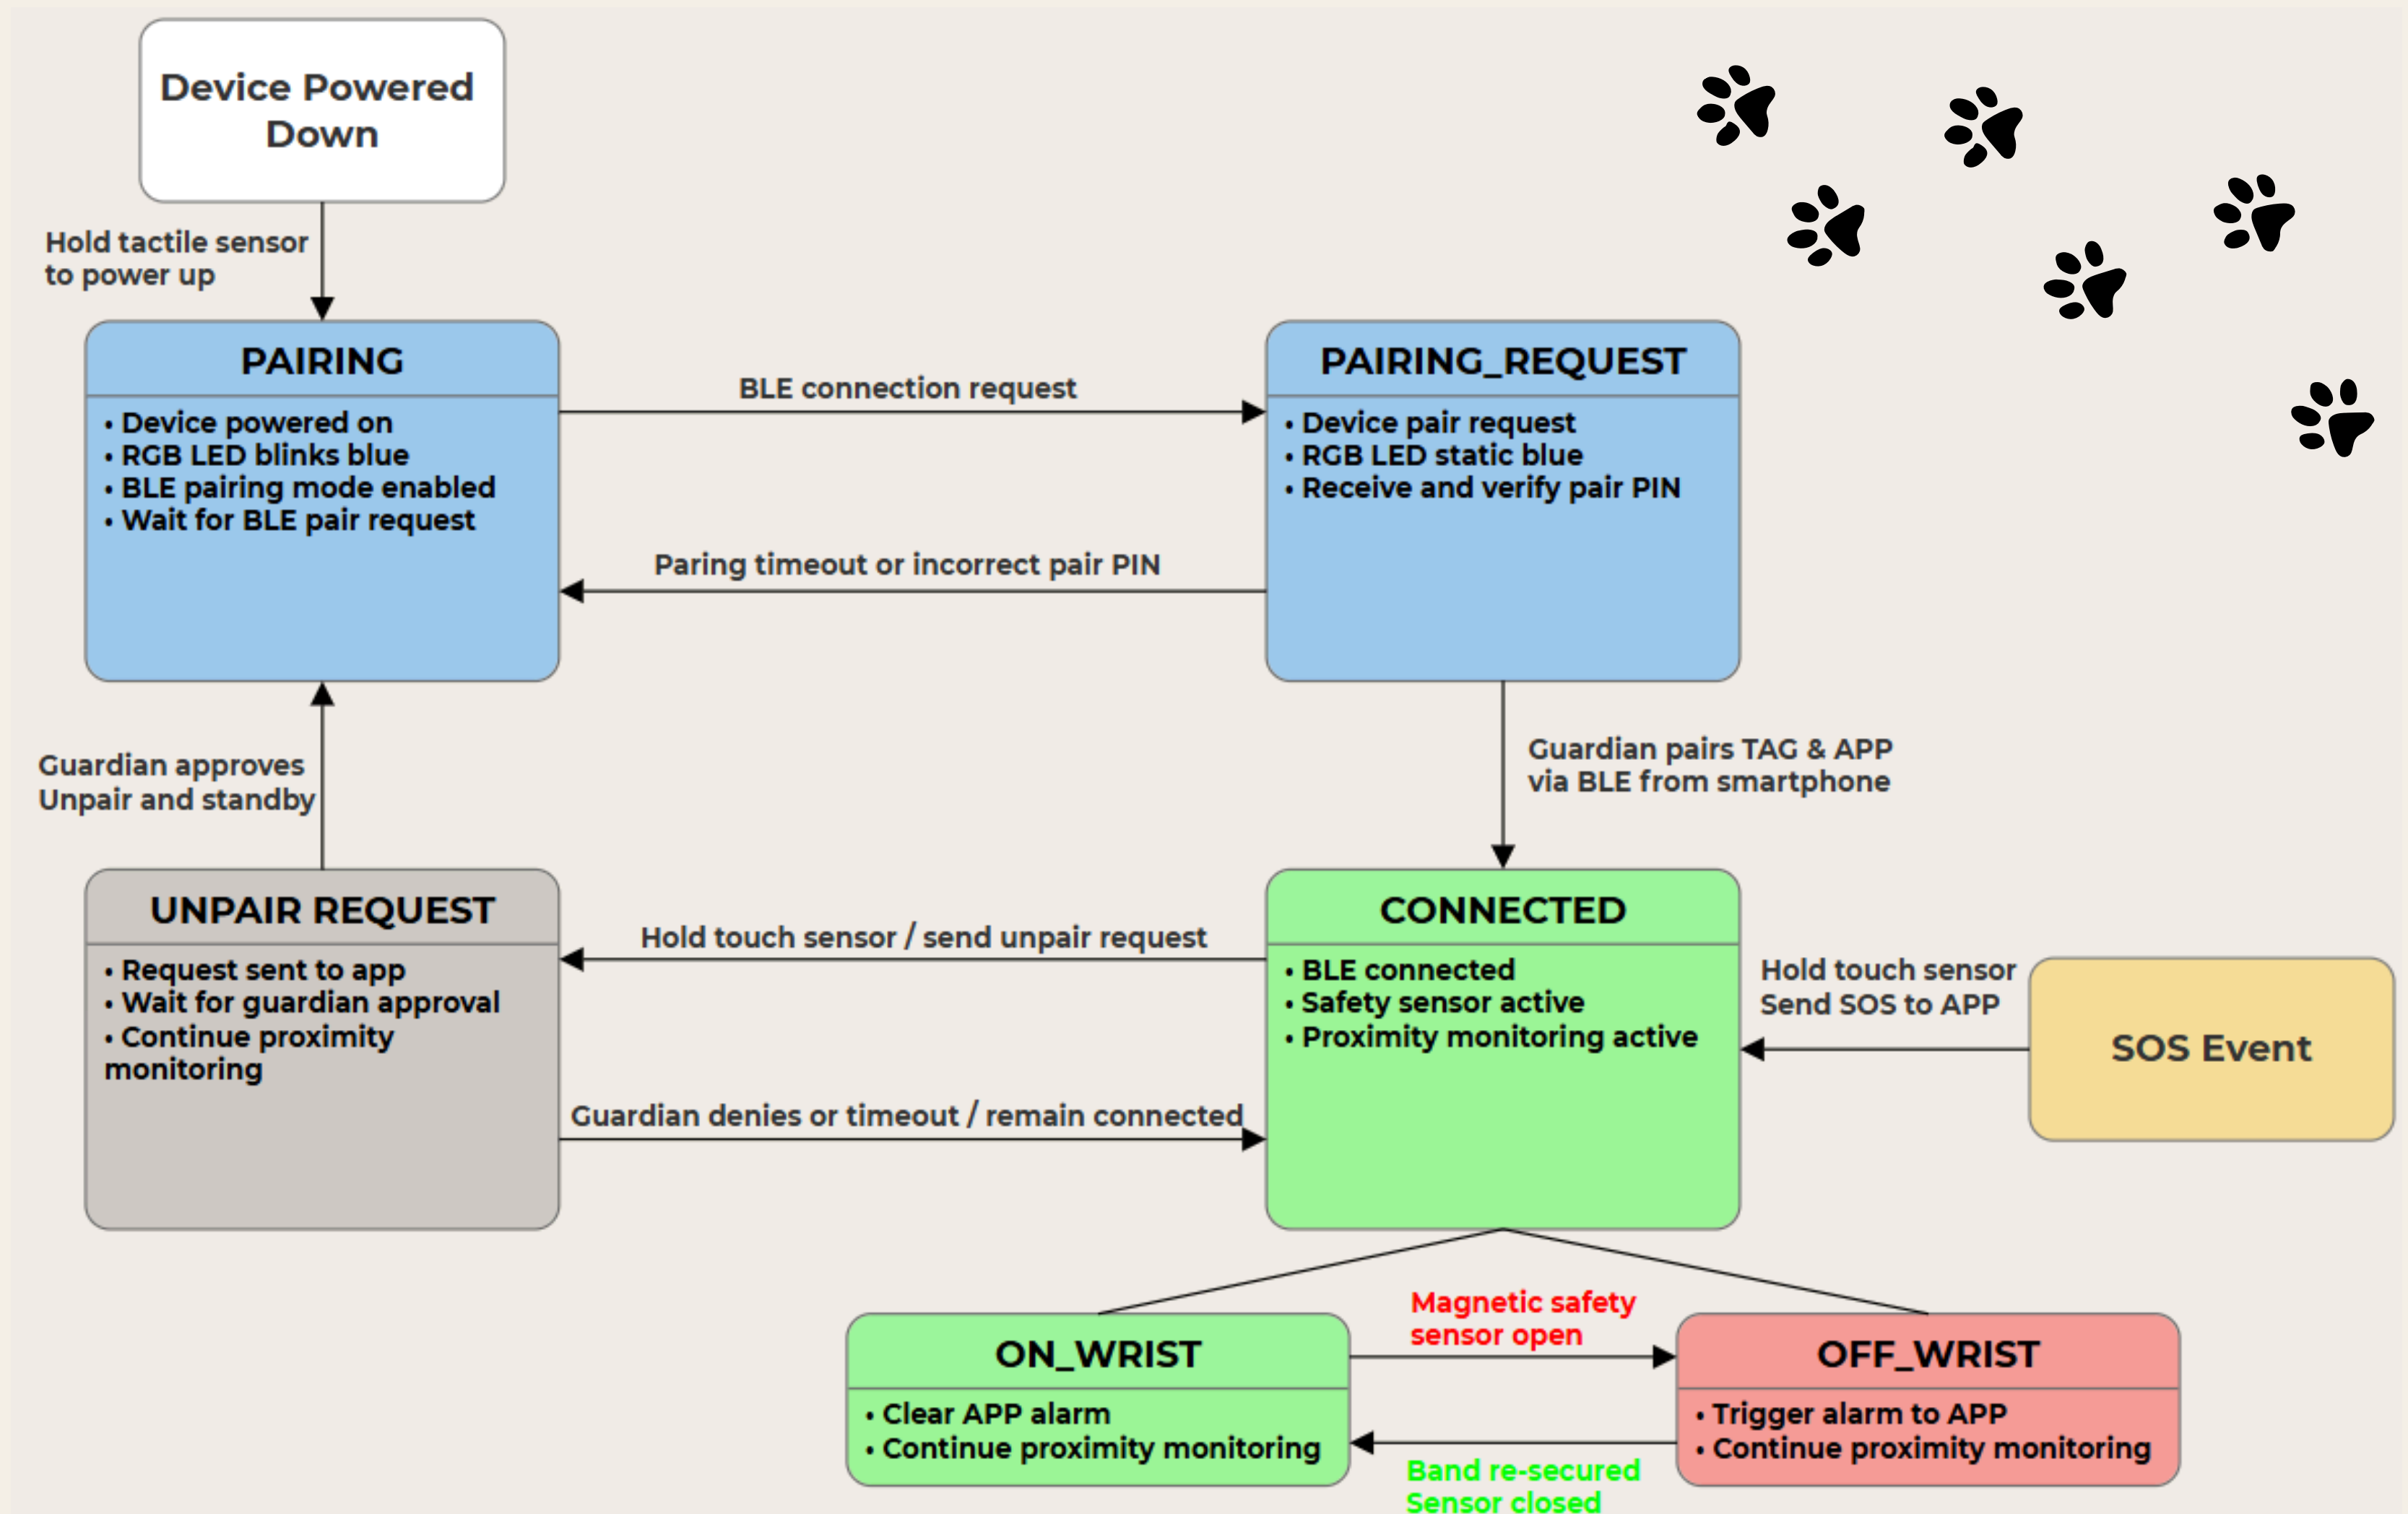 Device Powered
Down
Hold tactile sensor
to power up
PAIRING
• Device powered on
• RGB LED blinks blue
• BLE pairing mode enabled
• Wait for BLE pair request
BLE connection request
Paring timeout or incorrect pair PIN
PAIRING_REQUEST
• Device pair request
• RGB LED static blue
• Receive and verify pair PIN
Guardian approves
Unpair and standby
Guardian pairs TAG & APP
via BLE from smartphone
UNPAIR REQUEST
• Request sent to app
• Wait for guardian approval
• Continue proximity
monitoring
Hold touch sensor / send unpair request
Guardian denies or timeout / remain connected
CONNECTED
• BLE connected
• Safety sensor active
• Proximity monitoring active
Hold touch sensor
Send SOS to APP
SOS Event
ON_WRIST
• Clear APP alarm
• Continue proximity monitoring
Magnetic safety
sensor open
Band re-secured
Sensor closed
OFF_WRIST
• Trigger alarm to APP
• Continue proximity monitoring